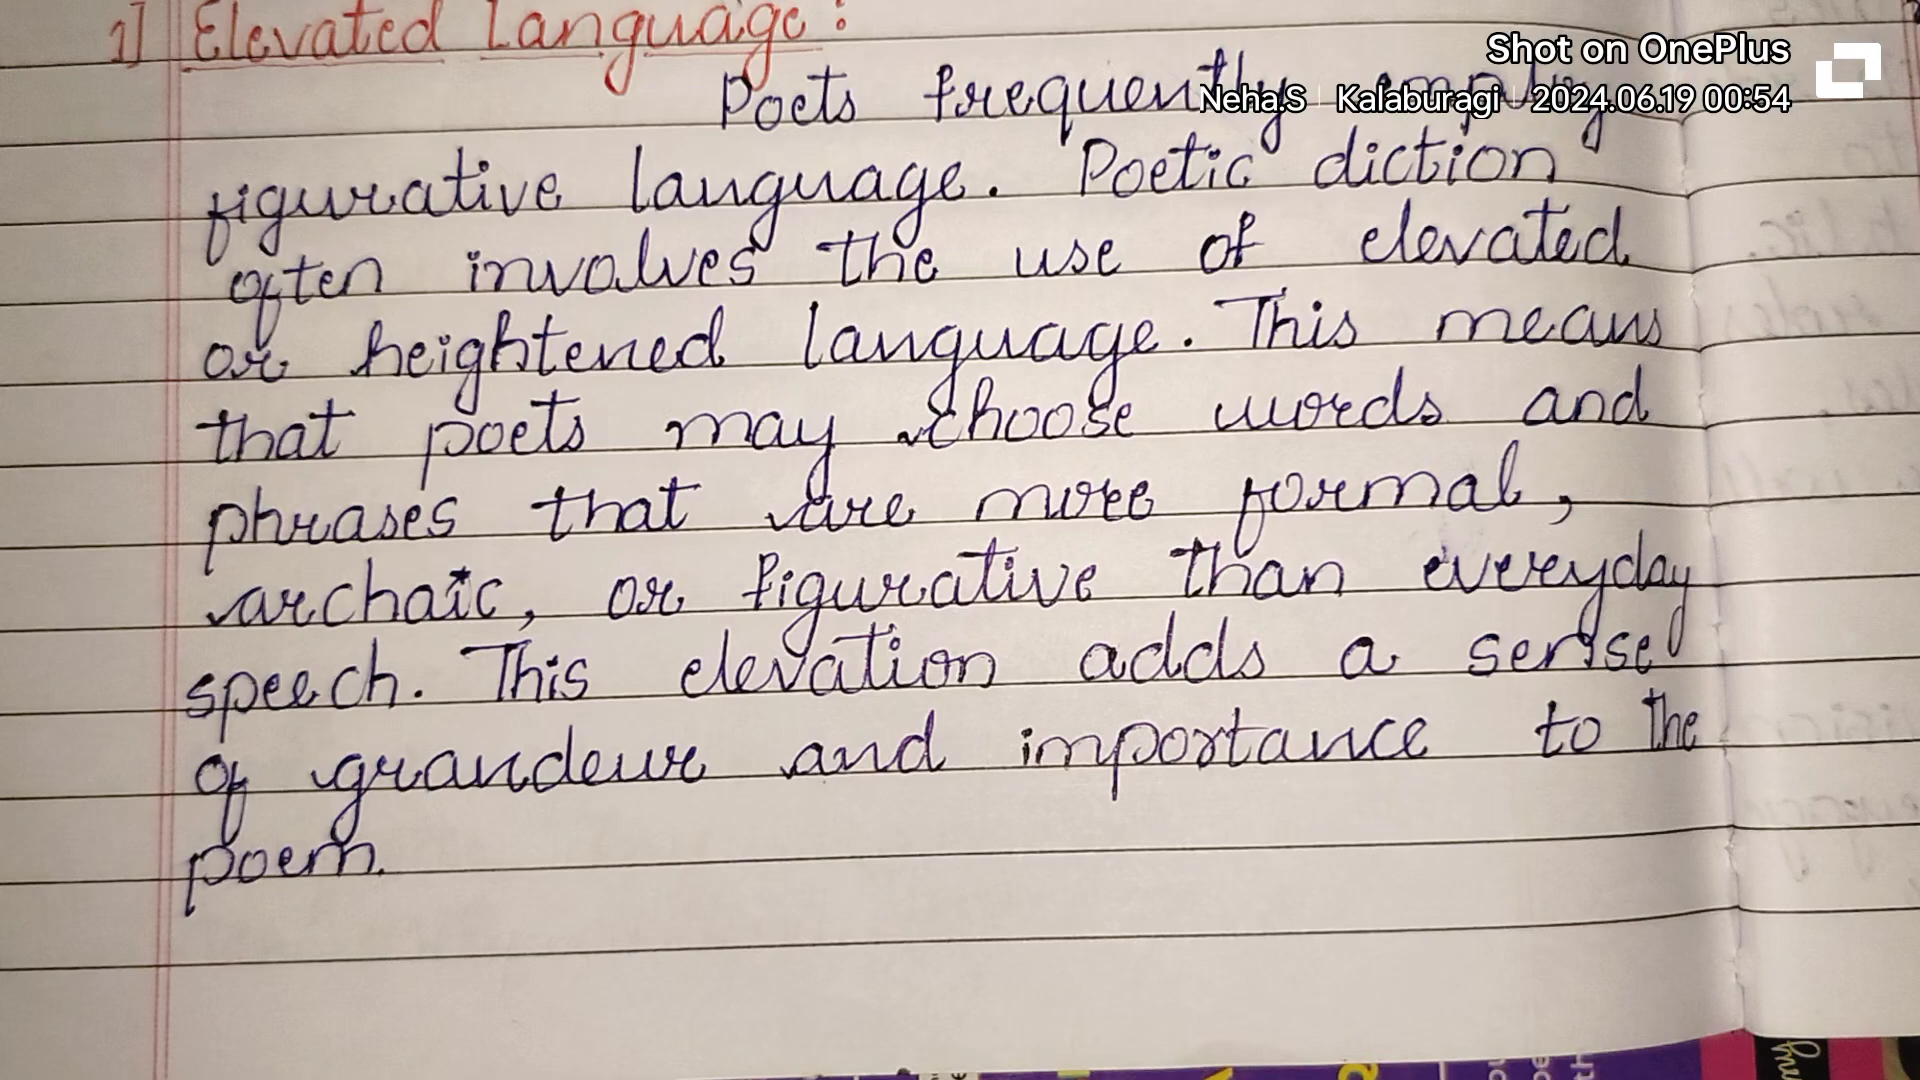 1] Elevated Language:
Shot on OnePlus
Poets frequently employ
Neha.S Kalaburagi 2024.06.19 00:54
figurative language. Poetic diction
often involves the use of elevated
or heightened language. This means
that poets may choose words and
phrases that are more formal,
archaic, or figurative than everyday
speech. This elevation adds a sense
of grandeur and importance to the
poem.